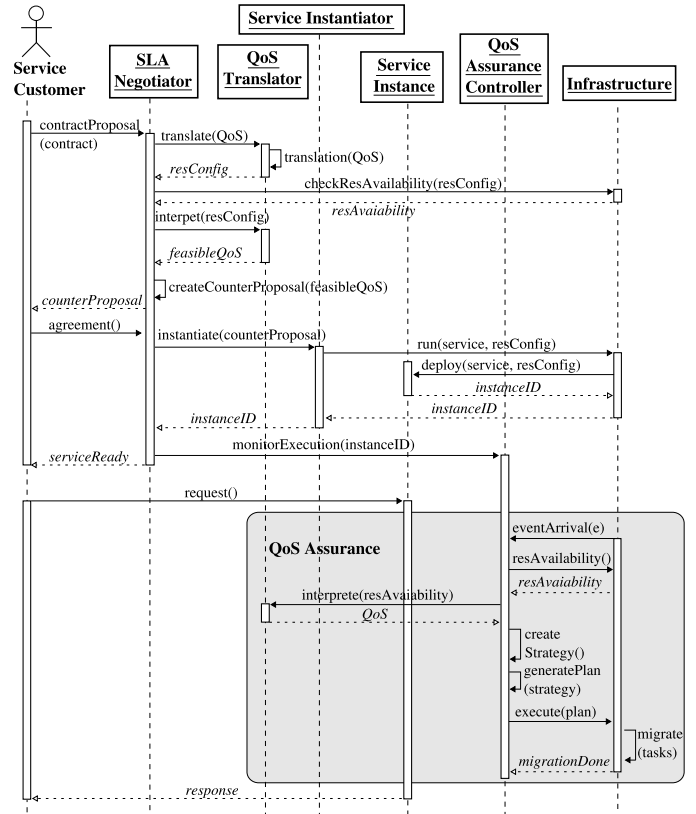 Service Instantiator
Service
Customer
SLA
Negotiator
QoS
Translator
Service
Instance
QoS
Assurance
Controller
Infrastructure
contractProposal
(contract)
translate(QoS)
translation(QoS)
resConfig
checkResAvailability(resConfig)
resAvaiability
interpet(resConfig)
feasibleQoS
createCounterProposal(feasibleQoS)
counterProposal
agreement()
instantiate(counterProposal)
run(service, resConfig)
deploy(service, resConfig)
instanceID
instanceID
instanceID
monitorExecution(instanceID)
serviceReady
request()
QoS Assurance
eventArrival(e)
resAvailability()
resAvaiability
interprete(resAvaiability)
QoS
create
Strategy()
generatePlan
(strategy)
execute(plan)
migrate
(tasks)
migrationDone
response